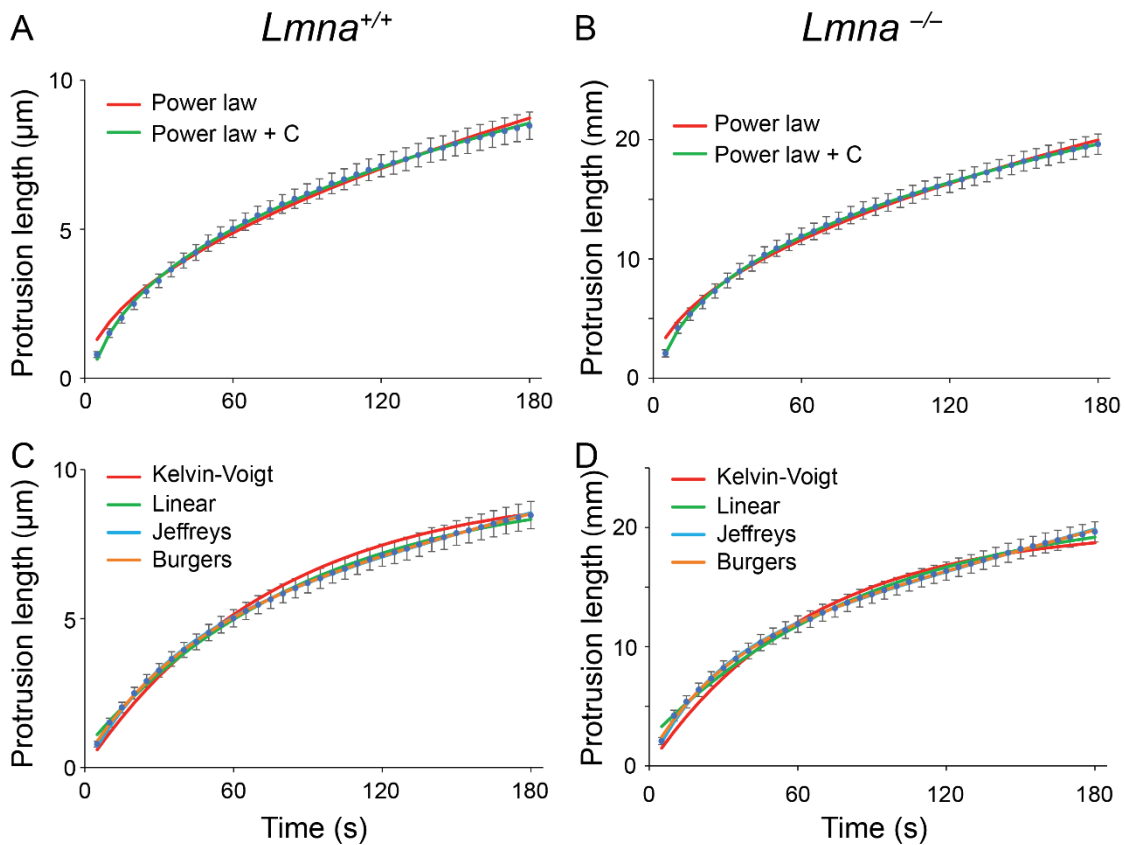 A
Lmna+/+
B
Lmna −/−
Protrusion length (µm)
10
5
0
Power law
Power law + C
0
60
120
180
Protrusion length (mm)
20
10
0
Power law
Power law + C
0
60
120
180
C
Protrusion length (µm)
10
5
0
Kelvin-Voigt
Linear
Jeffreys
Burgers
0
60
120
180
Time (s)
D
Protrusion length (mm)
20
10
0
Kelvin-Voigt
Linear
Jeffreys
Burgers
0
60
120
180
Time (s)